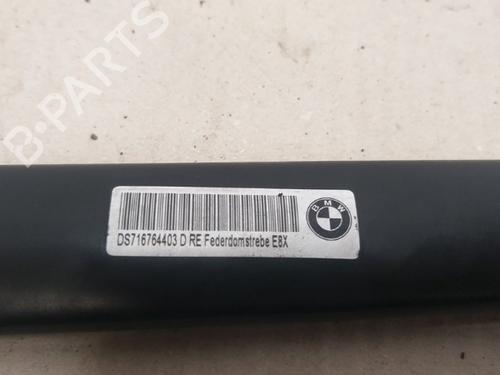 B-PARTS
BMW
DS716764403 D RE Federdomstrebe E8X